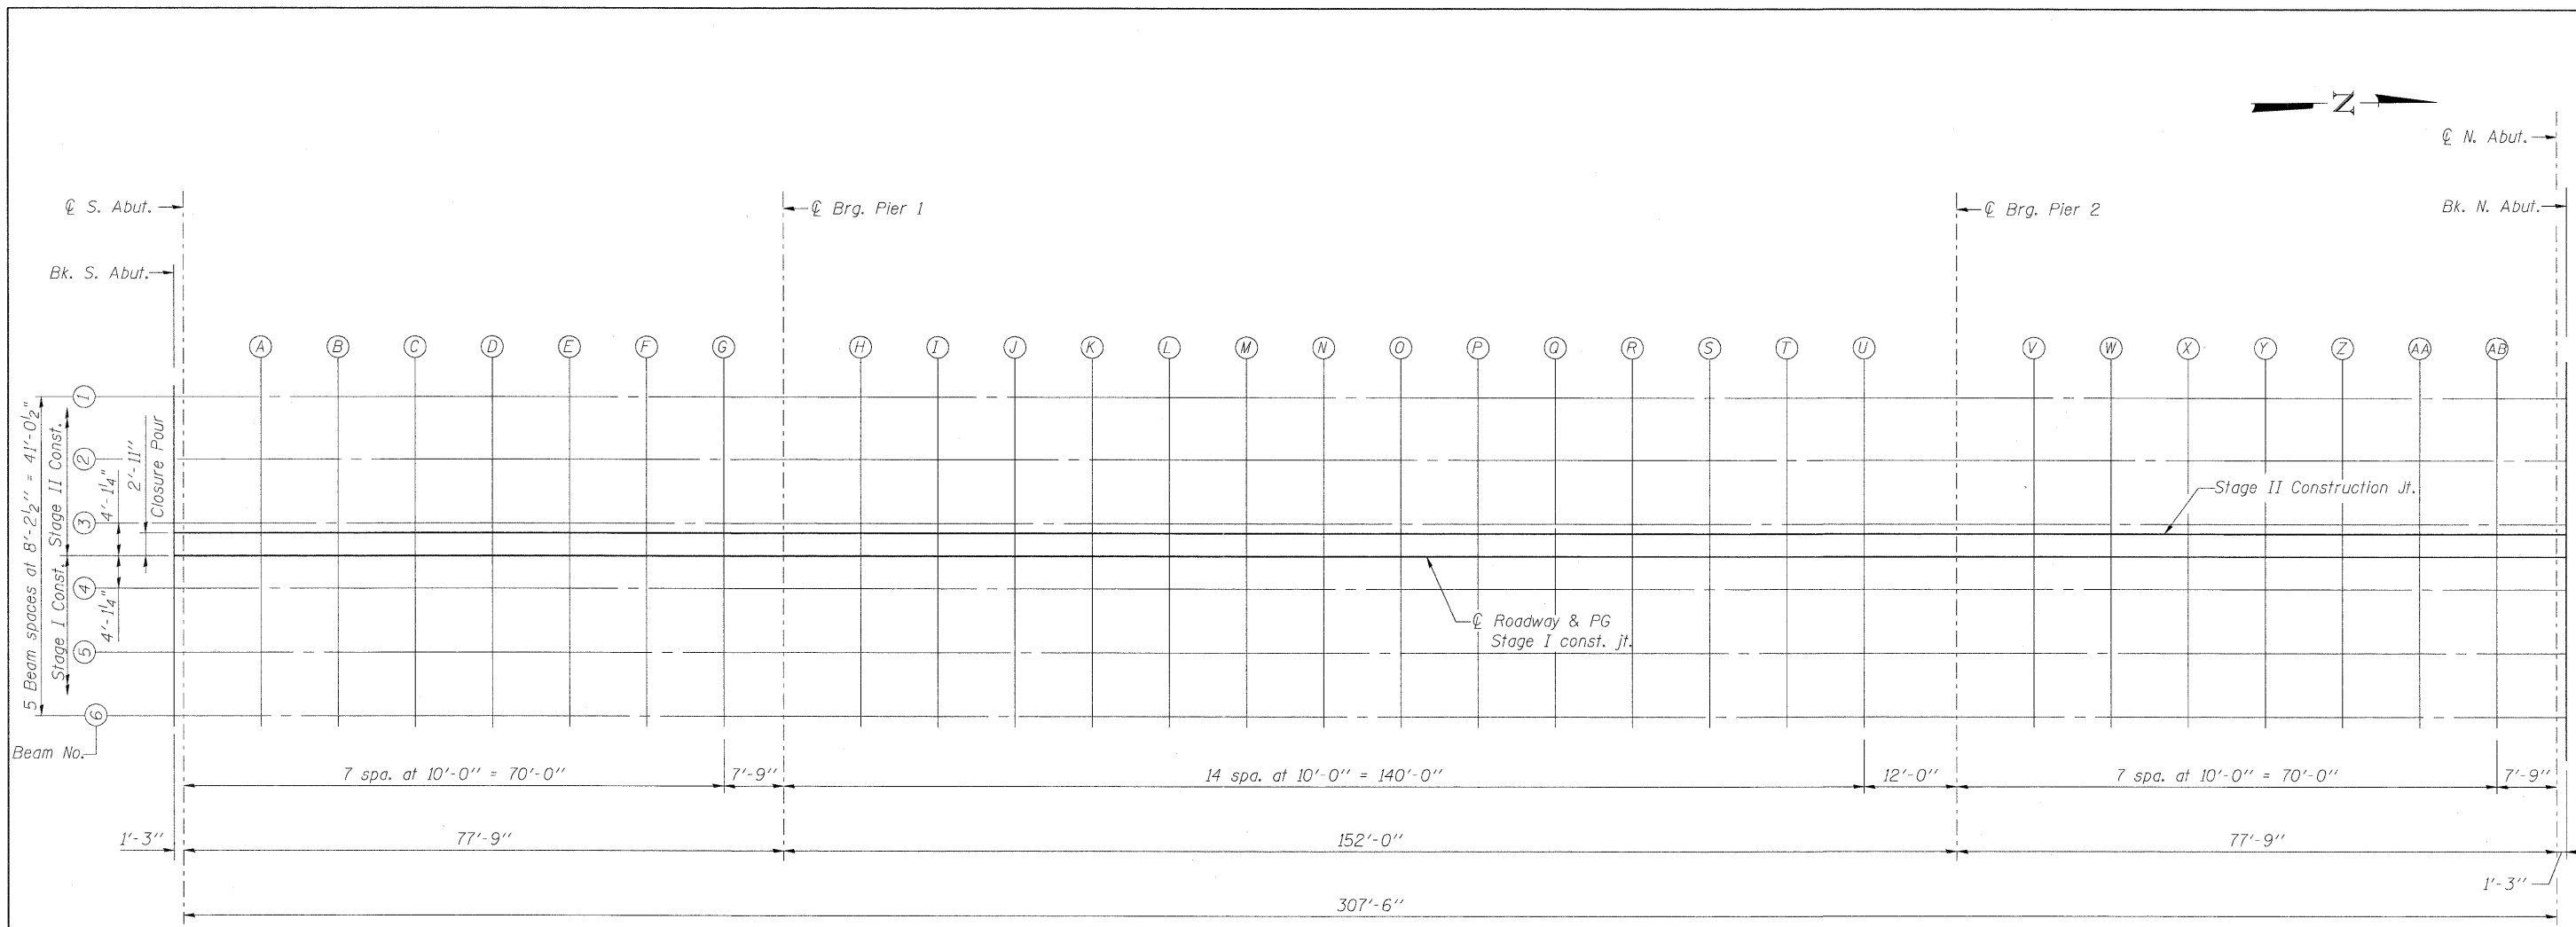 N
℄ N. Abut.
℄ S. Abut.
℄ Brg. Pier 1
℄ Brg. Pier 2
Bk. N. Abut.
Bk. S. Abut.
A B C D E F G H I J K L M N O P Q R S T U V W X Y Z AA AB
1
2
3
4
5
6
5 Beam spaces at 8'-2½" = 41'-0½"
Stage II Const.
Stage I Const.
4'-1¼"
4'-1¼"
2'-11"
Closure Pour
Stage II Construction Jt.
℄ Roadway & PG
Stage I const. jt.
Beam No.
7 spa. at 10'-0" = 70'-0" 7'-9" 14 spa. at 10'-0" = 140'-0" 12'-0" 7 spa. at 10'-0" = 70'-0" 7'-9"
1'-3" 77'-9" 152'-0" 77'-9"
1'-3"
307'-6"